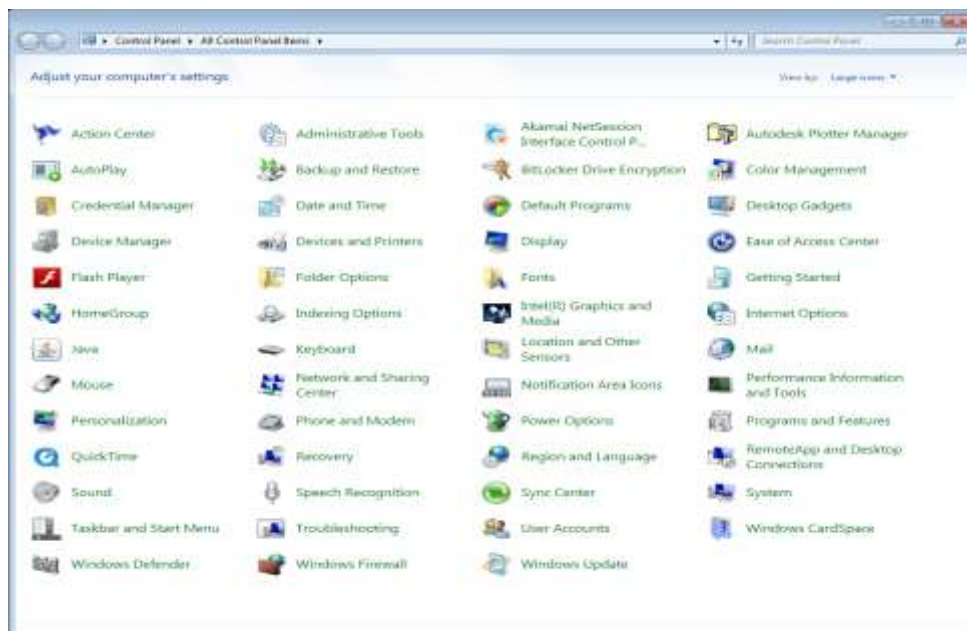 Control Panel ▸ All Control Panel Items ▸
Search Control Panel
Adjust your computer's settings
View by: Large icons
Action Center
Administrative Tools
Akamai NetSession
Interface Control P...
Autodesk Plotter Manager
AutoPlay
Backup and Restore
BitLocker Drive Encryption
Color Management
Credential Manager
Date and Time
Default Programs
Desktop Gadgets
Device Manager
Devices and Printers
Display
Ease of Access Center
Flash Player
Folder Options
Fonts
Getting Started
HomeGroup
Indexing Options
Intel(R) Graphics and
Media
Internet Options
Java
Keyboard
Location and Other
Sensors
Mail
Mouse
Network and Sharing
Center
Notification Area Icons
Performance Information
and Tools
Personalization
Phone and Modem
Power Options
Programs and Features
QuickTime
Recovery
Region and Language
RemoteApp and Desktop
Connections
Sound
Speech Recognition
Sync Center
System
Taskbar and Start Menu
Troubleshooting
User Accounts
Windows CardSpace
Windows Defender
Windows Firewall
Windows Update